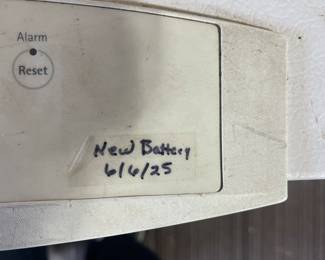 Alarm
Reset
New Battery
6/6/25